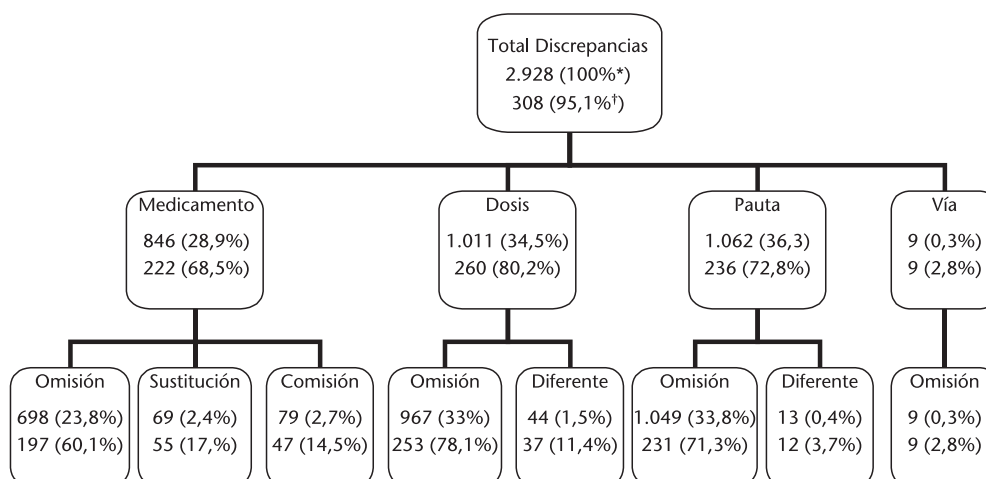 Total Discrepancias
2.928 (100%*)
308 (95,1%†)
Medicamento
846 (28,9%)
222 (68,5%)
Dosis
1.011 (34,5%)
260 (80,2%)
Pauta
1.062 (36,3)
236 (72,8%)
Vía
9 (0,3%)
9 (2,8%)
Omisión
698 (23,8%)
197 (60,1%)
Sustitución
69 (2,4%)
55 (17,%)
Comisión
79 (2,7%)
47 (14,5%)
Omisión
967 (33%)
253 (78,1%)
Diferente
44 (1,5%)
37 (11,4%)
Omisión
1.049 (33,8%)
231 (71,3%)
Diferente
13 (0,4%)
12 (3,7%)
Omisión
9 (0,3%)
9 (2,8%)